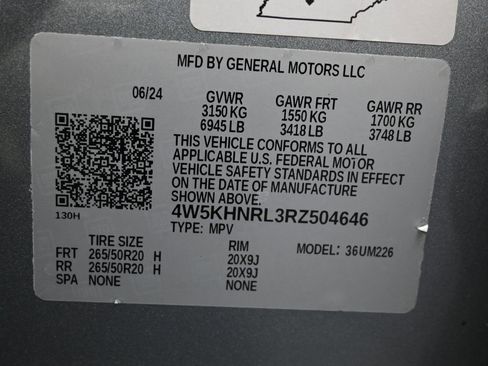 MFD BY GENERAL MOTORS LLC
06/24 GVWR GAWR FRT GAWR RR
3150 KG 1550 KG 1700 KG
6945 LB 3418 LB 3748 LB
THIS VEHICLE CONFORMS TO ALL
APPLICABLE U.S. FEDERAL MOTOR
VEHICLE SAFETY STANDARDS IN EFFECT
ON THE DATE OF MANUFACTURE
SHOWN ABOVE.
130H 4W5KHNRL3RZ504646
TYPE: MPV
TIRE SIZE RIM MODEL: 36UM226
FRT 265/50R20 H 20X9J
RR 265/50R20 H 20X9J
SPA NONE NONE